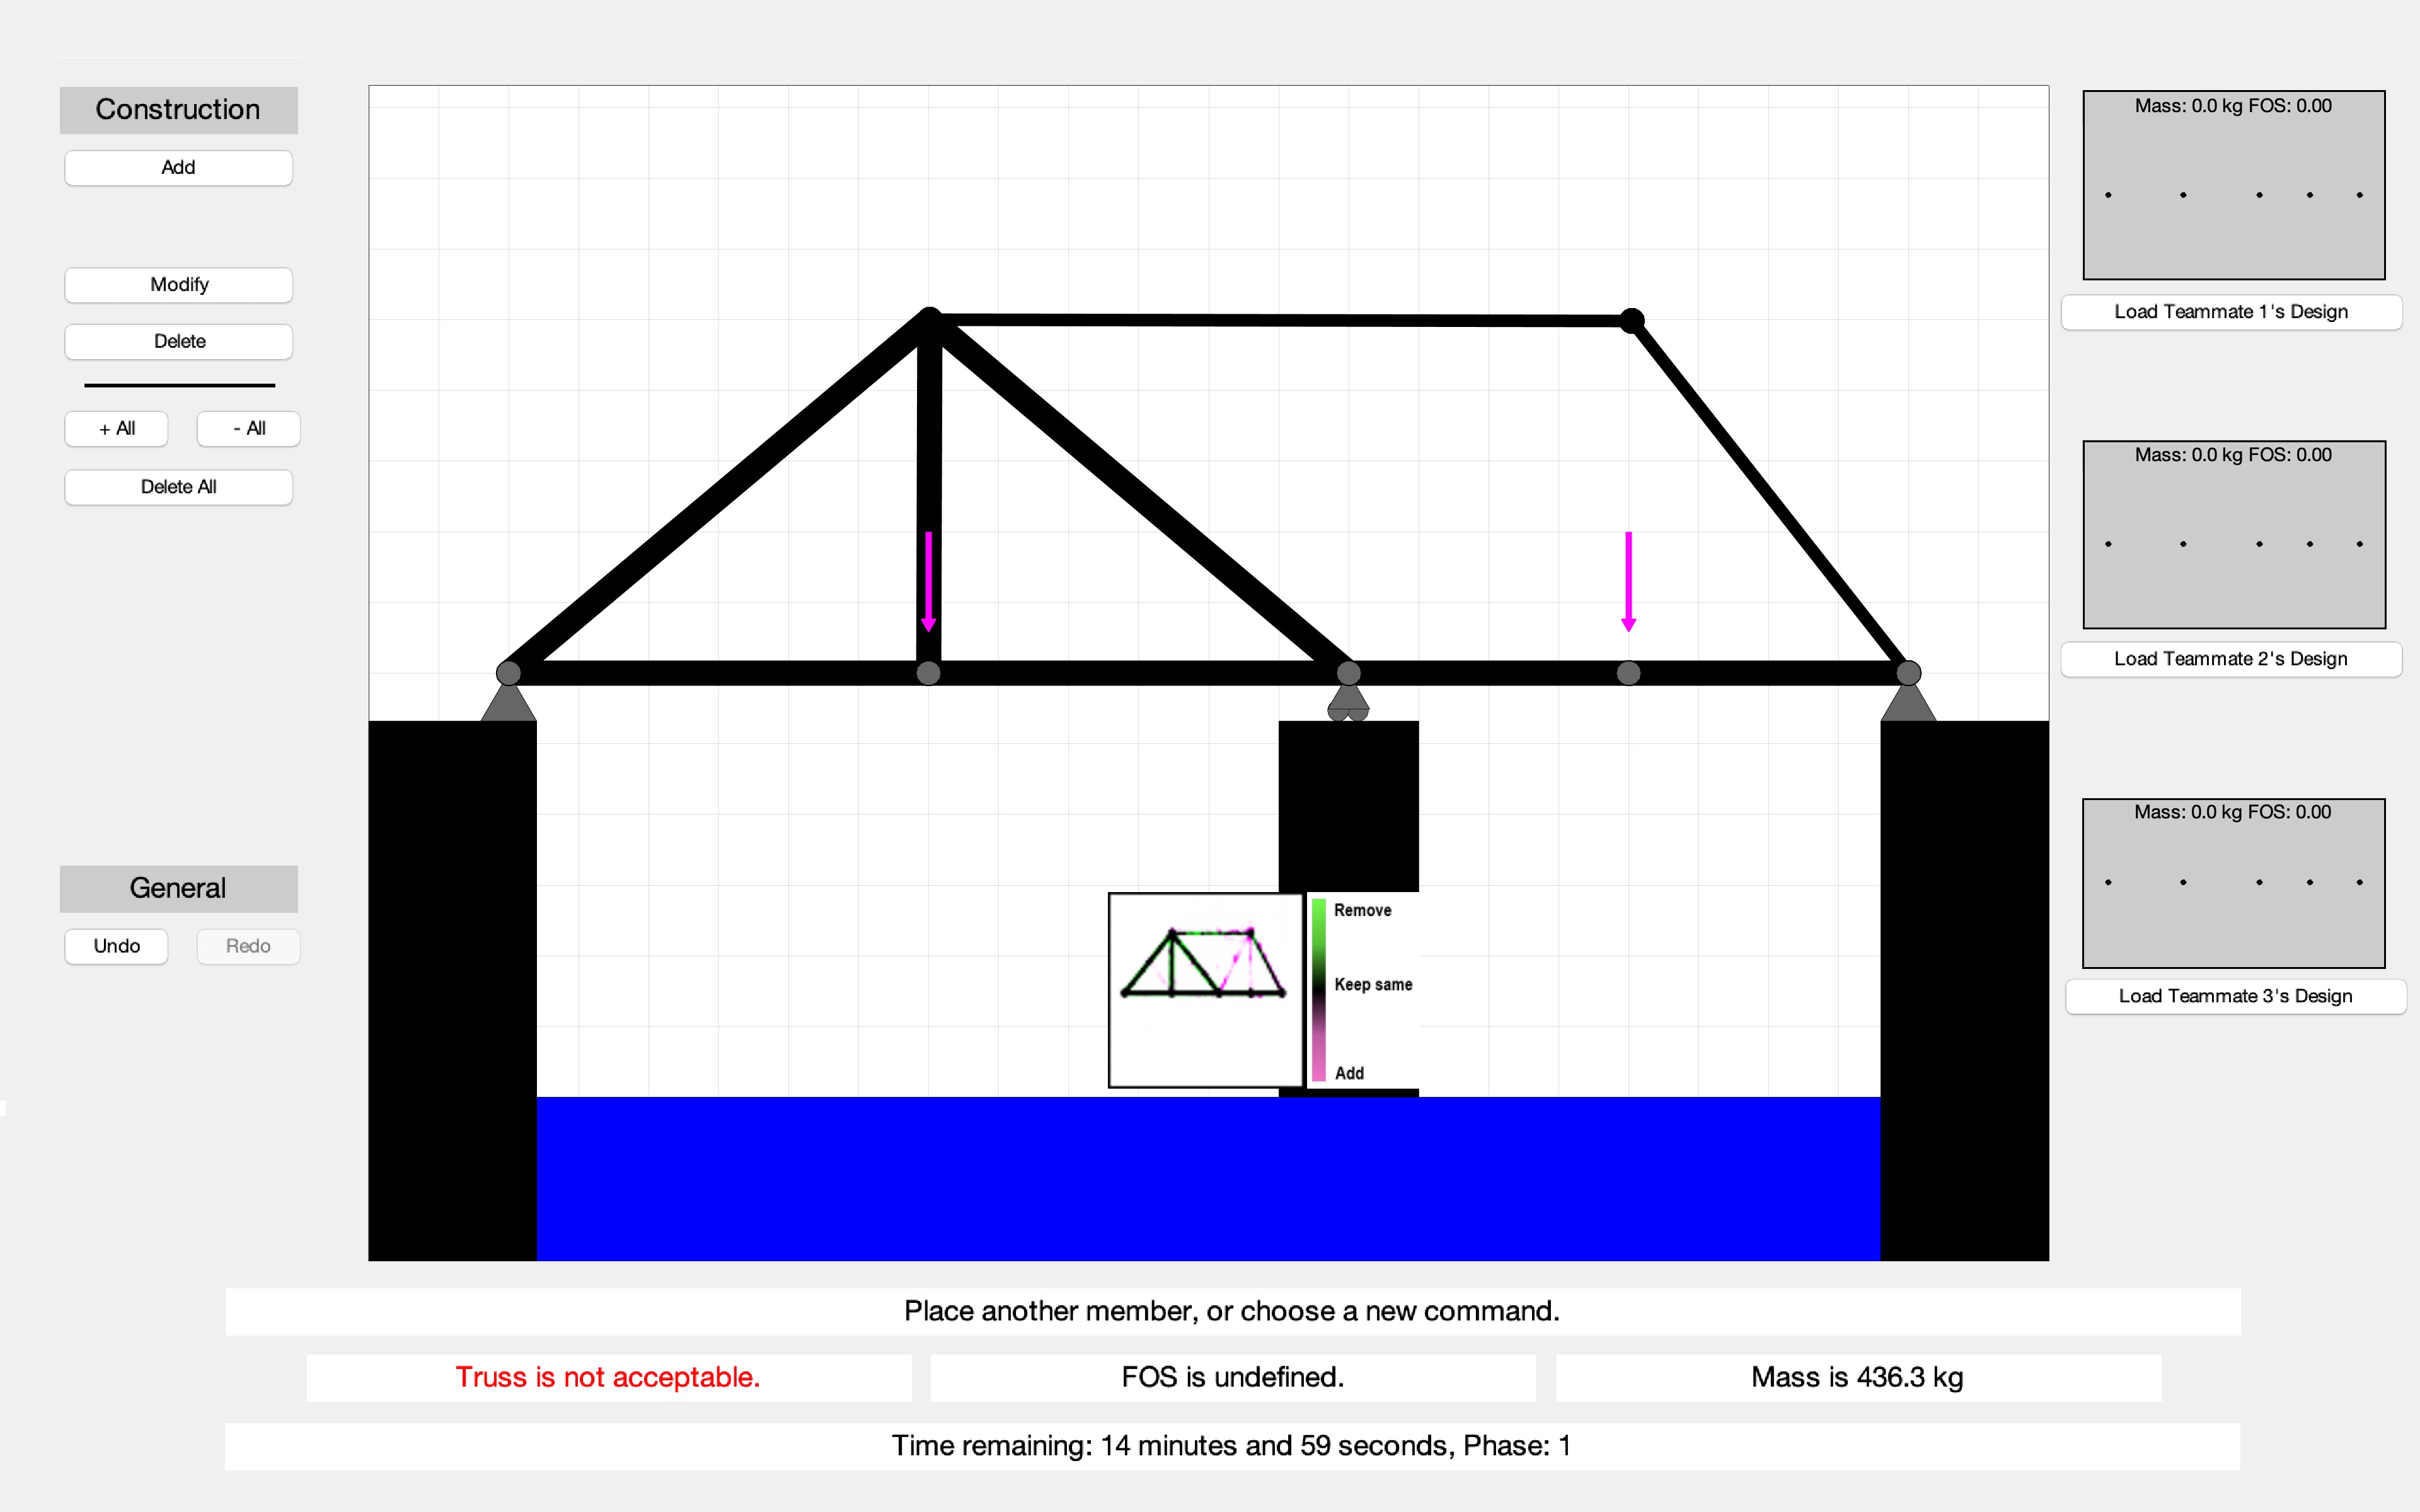 Construction
Add
Modify
Delete
+ All
- All
Delete All
General
Undo
Redo
Remove
Keep same
Add
Mass: 0.0 kg FOS: 0.00
Load Teammate 1's Design
Mass: 0.0 kg FOS: 0.00
Load Teammate 2's Design
Mass: 0.0 kg FOS: 0.00
Load Teammate 3's Design
Place another member, or choose a new command.
Truss is not acceptable.
FOS is undefined.
Mass is 436.3 kg
Time remaining: 14 minutes and 59 seconds, Phase: 1